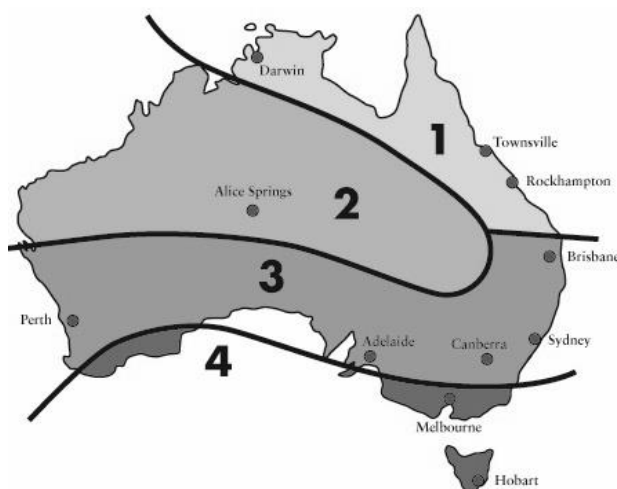 Darwin
1
Townsville
Rockhampton
Alice Springs
2
Brisbane
3
Perth
Adelaide
Canberra
Sydney
4
Melbourne
Hobart